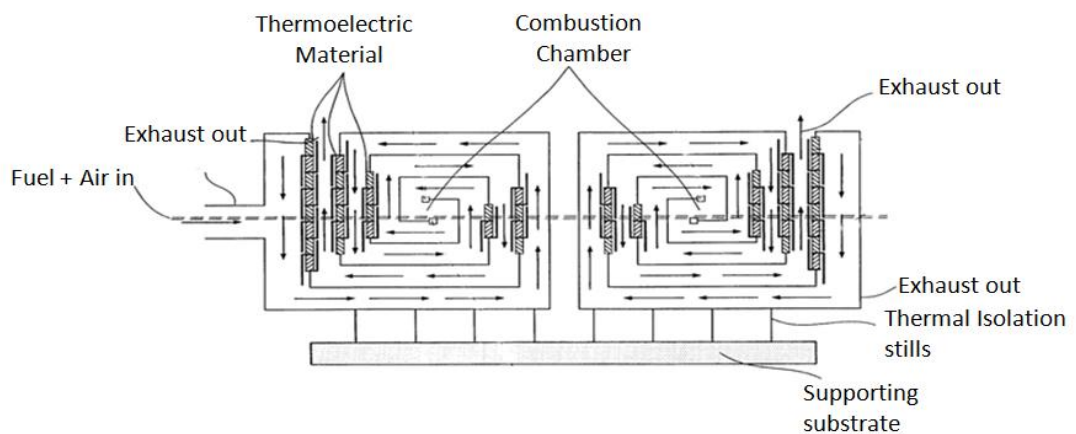 Thermoelectric
Material
Combustion
Chamber
Exhaust out
Exhaust out
Fuel + Air in
Exhaust out
Thermal Isolation
stills
Supporting
substrate